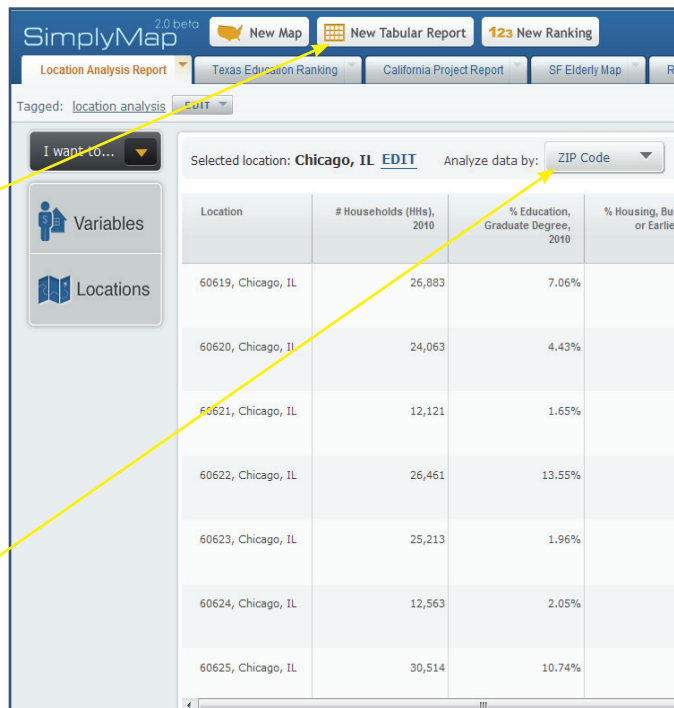 SimplyMap 2.0 beta New Map New Tabular Report 123 New Ranking
Location Analysis Report Texas Education Ranking California Project Report SF Elderly Map R
Tagged: location analysis EDIT
I want to...
Selected location: Chicago, IL EDIT Analyze data by: ZIP Code
Variables
Locations
Location # Households (HHs), 2010 % Education, Graduate Degree, 2010 % Housing, Bu or Earlie
60619, Chicago, IL 26,883 7.06%
60620, Chicago, IL 24,063 4.43%
60621, Chicago, IL 12,121 1.65%
60622, Chicago, IL 26,461 13.55%
60623, Chicago, IL 25,213 1.96%
60624, Chicago, IL 12,563 2.05%
60625, Chicago, IL 30,514 10.74%